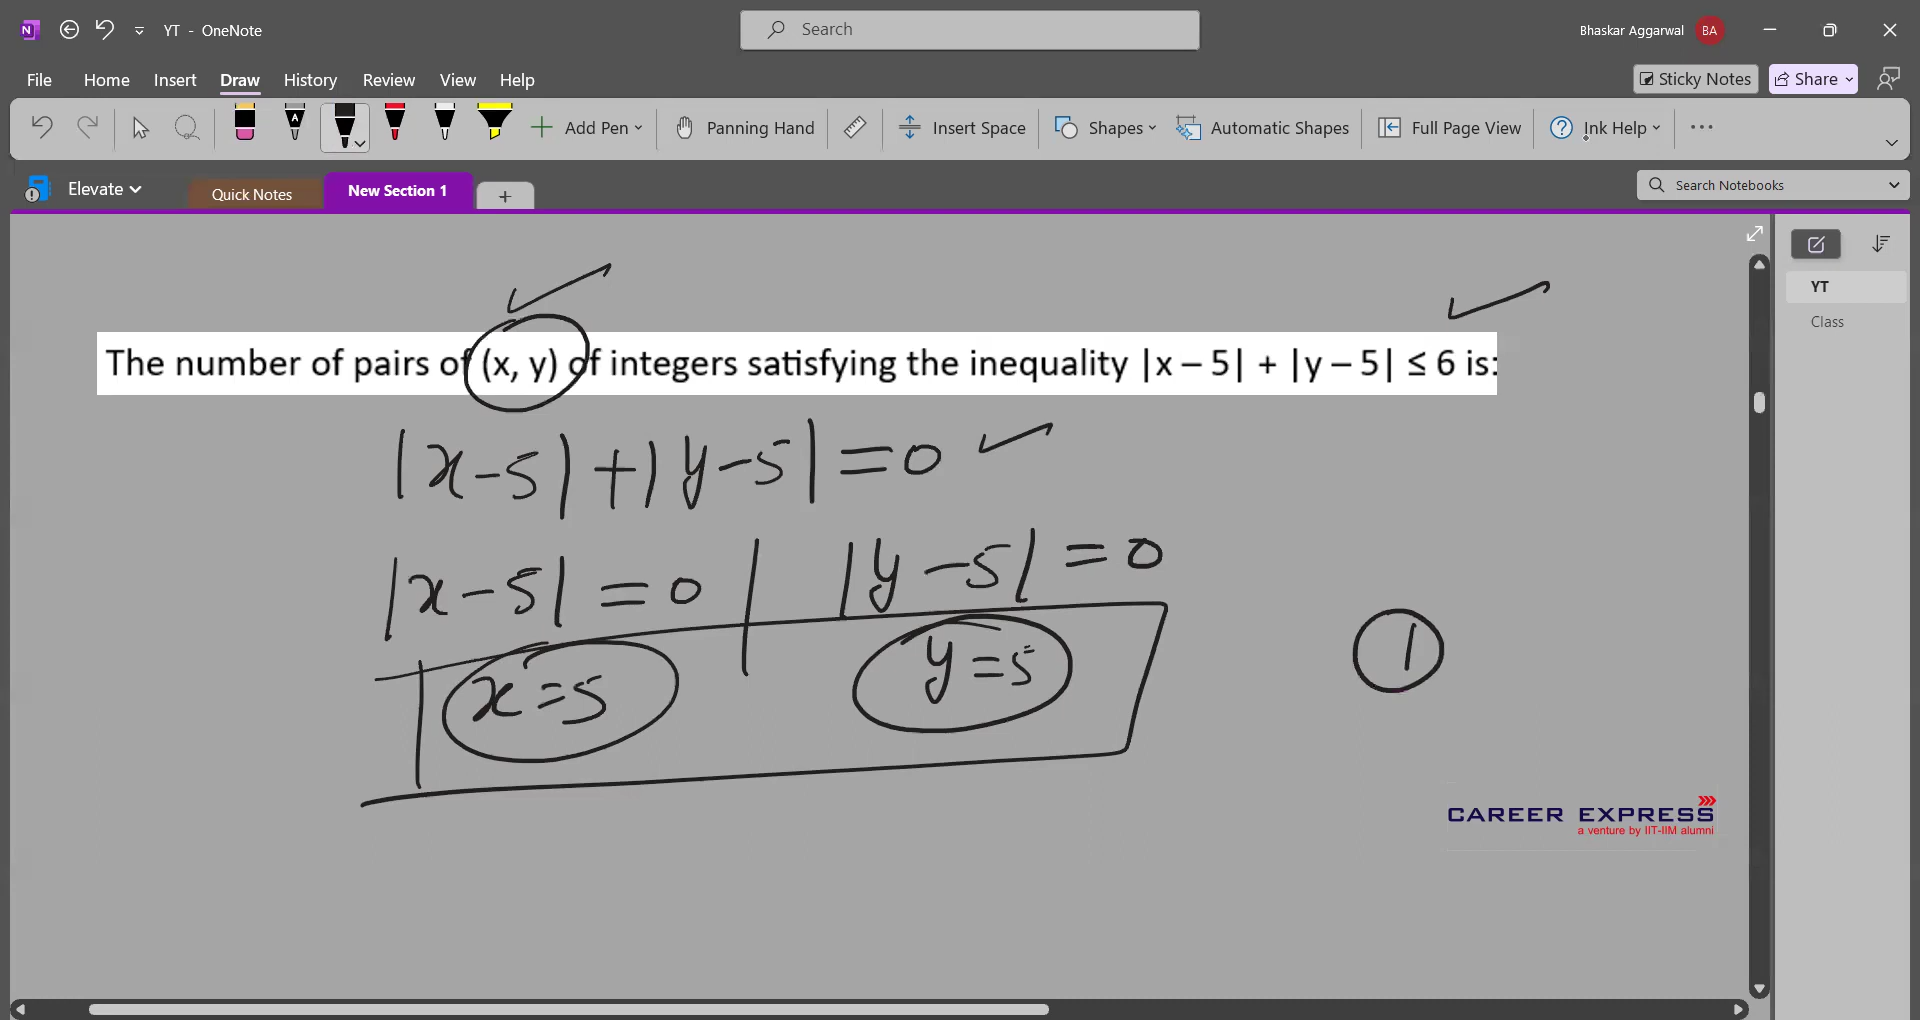 YT - OneNote
Search
Bhaskar Aggarwal BA
File Home Insert Draw History Review View Help
Sticky Notes Share
Add Pen Panning Hand Insert Space Shapes Automatic Shapes Full Page View Ink Help
Elevate Quick Notes New Section 1 +
Search Notebooks
YT
Class
The number of pairs of (x, y) of integers satisfying the inequality |x – 5| + |y – 5| ≤ 6 is:
|x-5|+|y-5|=0
|x-5|=0 | |y-5|=0
x=5 y=5
1
CAREER EXPRESS
a venture by IIT-IIM alumni